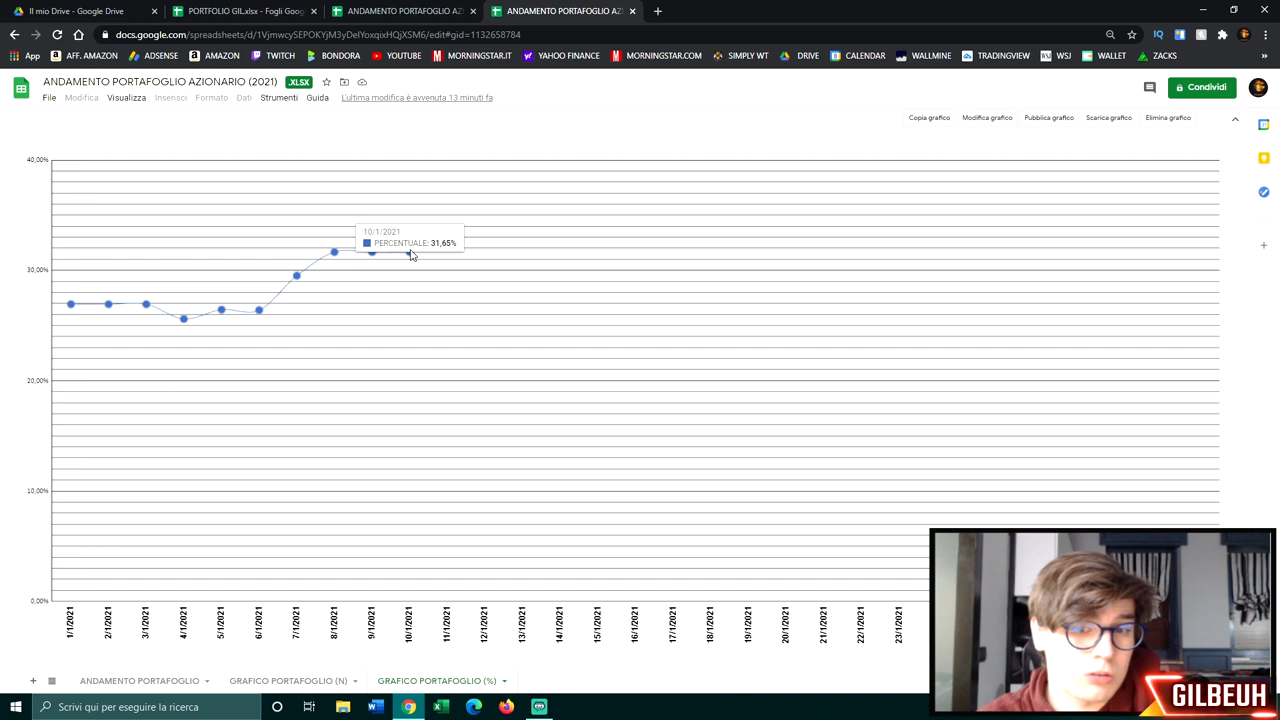 Il mio Drive - Google Drive
PORTFOLIO GIL.xlsx - Fogli Goo
ANDAMENTO PORTAFOGLIO AZ
ANDAMENTO PORTAFOGLIO AZI
docs.google.com/spreadsheets/d/1VjmwcySEPOKYjM3yDelYoxqixHQjXSM6/edit#gid=1132658784
AFF. AMAZON
ADSENSE
AMAZON
TWITCH
BONDORA
YOUTUBE
MORNINGSTAR.IT
YAHOO FINANCE
MORNINGSTAR.COM
SIMPLY WT
DRIVE
CALENDAR
WALLMINE
TRADINGVIEW
WSJ
WALLET
ZACKS
ANDAMENTO PORTAFOGLIO AZIONARIO (2021)
.XLSX
Condividi
File
Modifica
Visualizza
Inserisci
Formato
Dati
Strumenti
Guida
L'ultima modifica è avvenuta 13 minuti fa
Copia grafico
Modifica grafico
Pubblica grafico
Scarica grafico
Elimina grafico
40,00%
10/1/2021
PERCENTUALE: 31,65%
30,00%
20,00%
10,00%
0,00%
1/1/2021
2/1/2021
3/1/2021
4/1/2021
5/1/2021
6/1/2021
7/1/2021
8/1/2021
9/1/2021
10/1/2021
11/1/2021
12/1/2021
13/1/2021
14/1/2021
15/1/2021
16/1/2021
17/1/2021
18/1/2021
19/1/2021
20/1/2021
21/1/2021
22/1/2021
23/1/2021
ANDAMENTO PORTAFOGLIO
GRAFICO PORTAFOGLIO (N)
GRAFICO PORTAFOGLIO (%)
GILBEUH
Scrivi qui per eseguire la ricerca